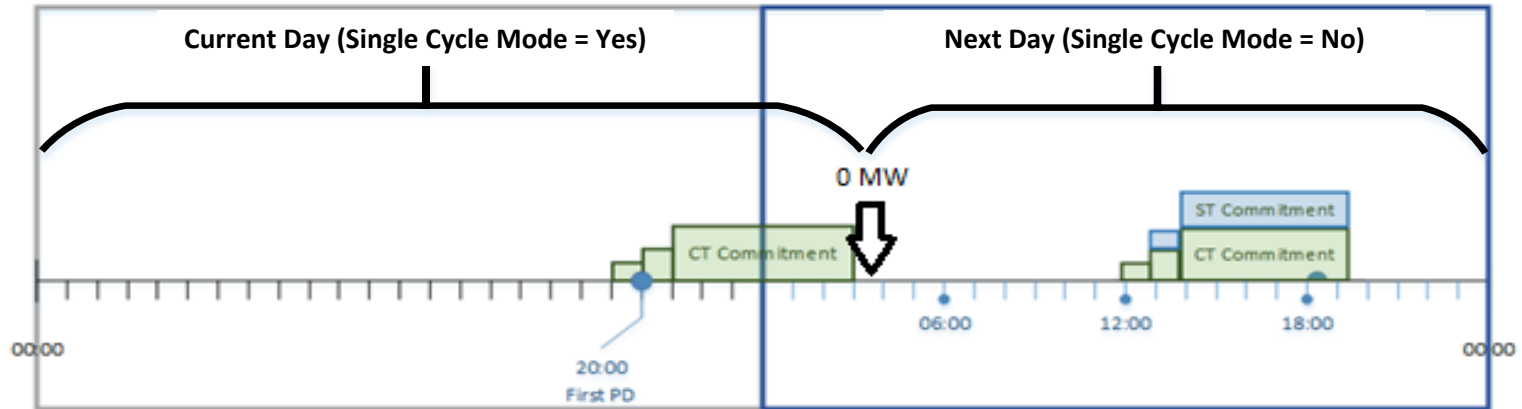 Current Day (Single Cycle Mode = Yes)
Next Day (Single Cycle Mode = No)
0 MW
ST Commitment
CT Commitment
CT Commitment
06:00
12:00
18:00
00:00
00:00
20:00
First PD